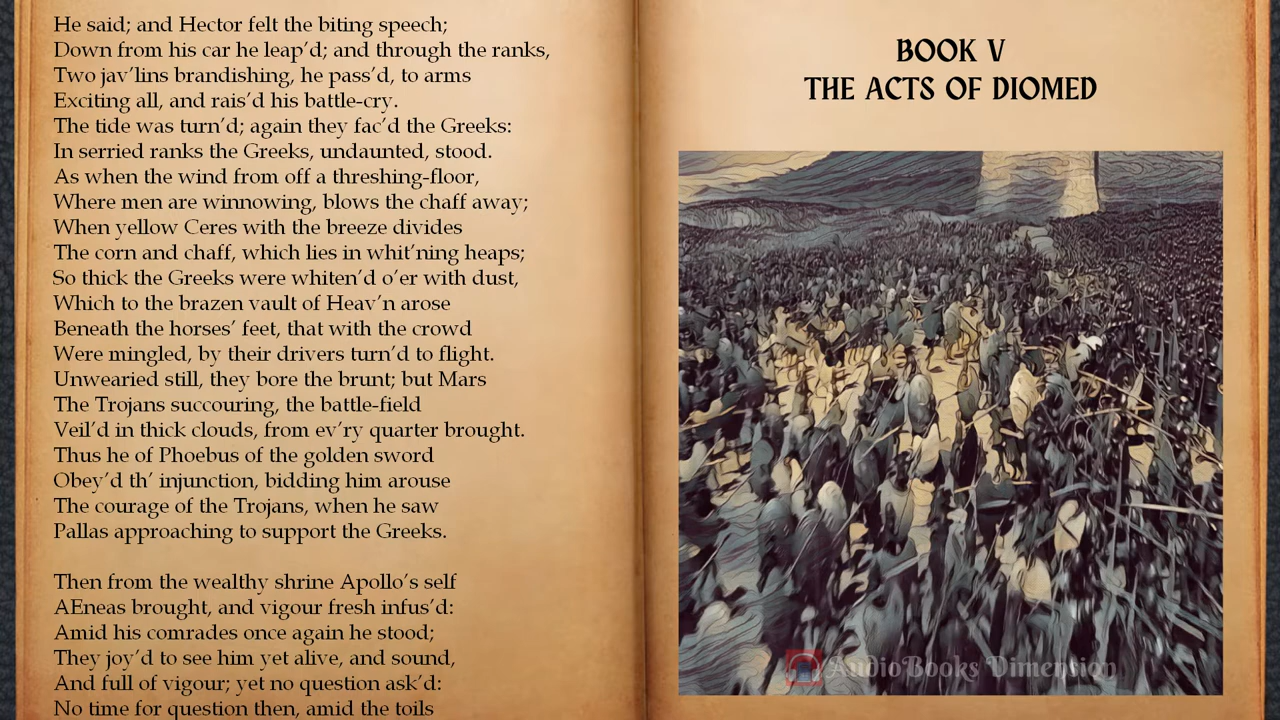 He said; and Hector felt the biting speech;
Down from his car he leap’d; and through the ranks,
Two jav’lins brandishing, he pass’d, to arms
Exciting all, and rais’d his battle-cry.
The tide was turn’d; again they fac’d the Greeks:
In serried ranks the Greeks, undaunted, stood.
As when the wind from off a threshing-floor,
Where men are winnowing, blows the chaff away;
When yellow Ceres with the breeze divides
The corn and chaff, which lies in whit’ning heaps;
So thick the Greeks were whiten’d o’er with dust,
Which to the brazen vault of Heav’n arose
Beneath the horses’ feet, that with the crowd
Were mingled, by their drivers turn’d to flight.
Unwearied still, they bore the brunt; but Mars
The Trojans succouring, the battle-field
Veil’d in thick clouds, from ev’ry quarter brought.
Thus he of Phoebus of the golden sword
Obey’d th’ injunction, bidding him arouse
The courage of the Trojans, when he saw
Pallas approaching to support the Greeks.
Then from the wealthy shrine Apollo’s self
AEneas brought, and vigour fresh infus’d:
Amid his comrades once again he stood;
They joy’d to see him yet alive, and sound,
And full of vigour; yet no question ask’d:
No time for question then, amid the toils
BOOK V
THE ACTS OF DIOMED
AudioBooks Dimension